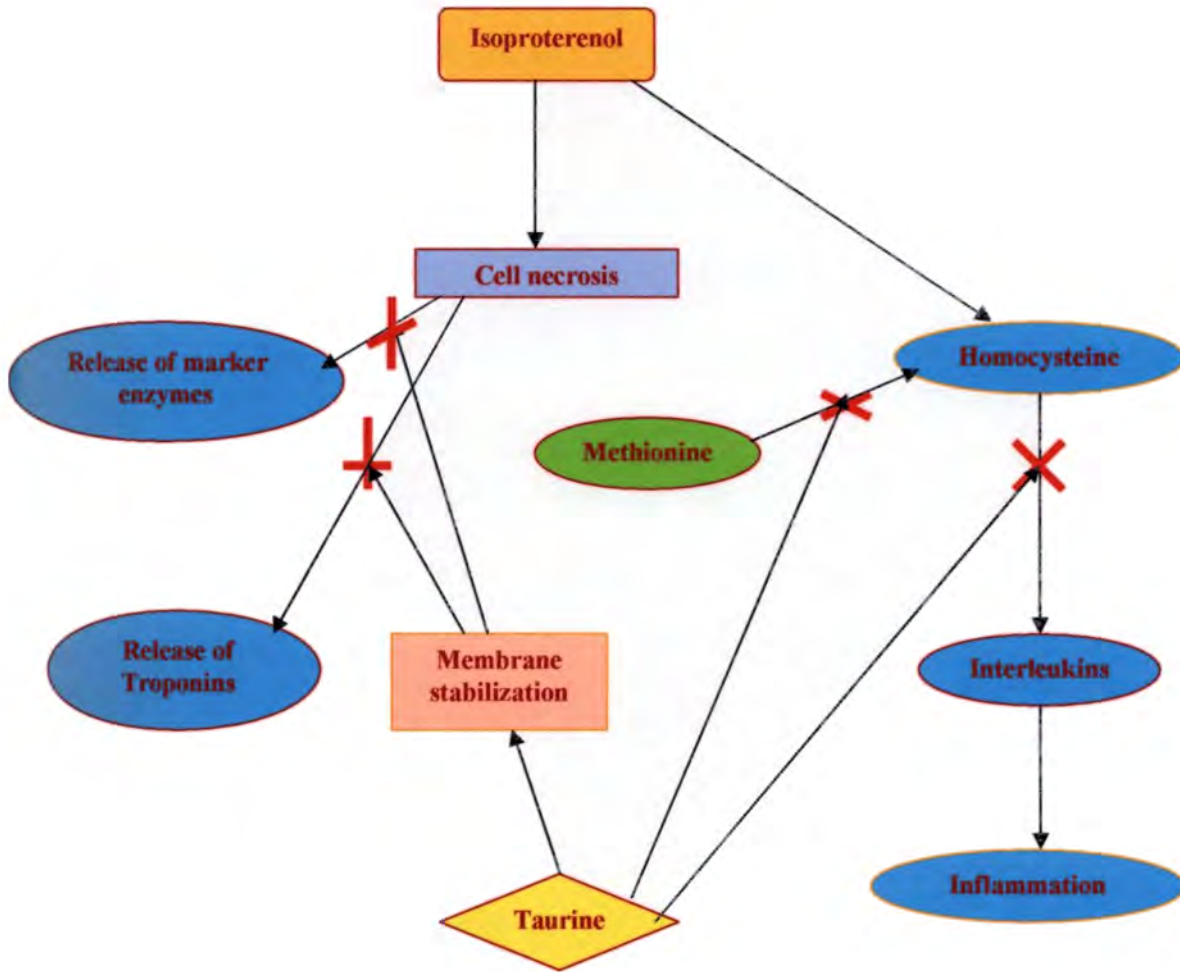 Isoproterenol
Cell necrosis
Release of marker
enzymes
Homocysteine
Methionine
Release of
Troponins
Membrane
stabilization
Interleukins
Inflammation
Taurine